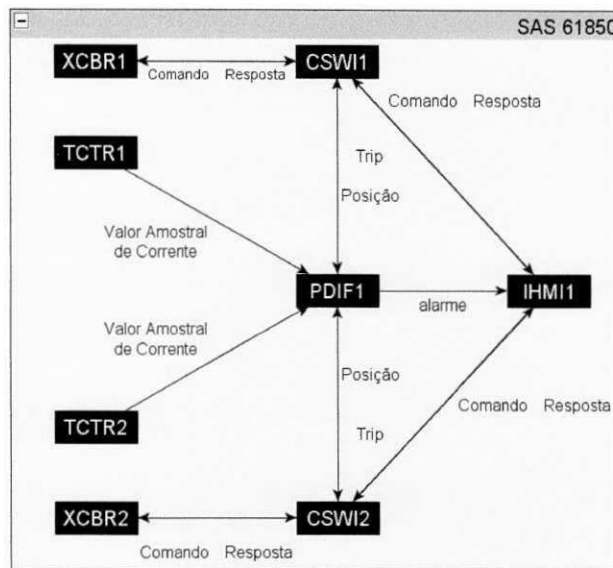 SAS 61850
XCBR1
CSWI1
Comando Resposta
Comando Resposta
TCTR1
Trip
Posição
Valor Amostral
de Corrente
PDIF1
IHMI1
alarme
Valor Amostral
de Corrente
Posição
Comando Resposta
TCTR2
Trip
XCBR2
CSWI2
Comando Resposta